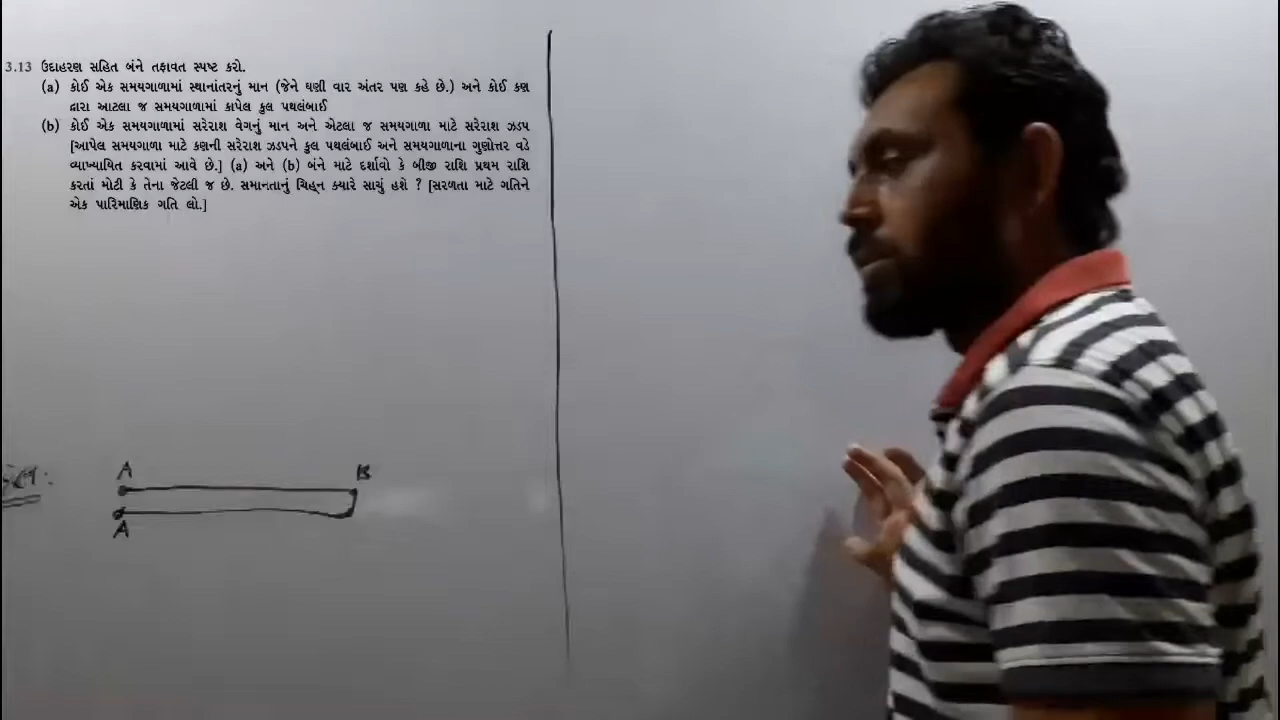 3.13 ઉદાહરણ સહિત બંને તફાવત સ્પષ્ટ કરો.
(a) કોઈ એક સમયગાળામાં સ્થાનાંતરનું માન (જેને ઘણી વાર અંતર પણ કહે છે.) અને કોઈ કણ
દ્વારા આટલા જ સમયગાળામાં કાપેલ કુલ પથલંબાઈ
(b) કોઈ એક સમયગાળામાં સરેરાશ વેગનું માન અને એટલા જ સમયગાળા માટે સરેરાશ ઝડપ
[આપેલ સમયગાળા માટે કણની સરેરાશ ઝડપને કુલ પથલંબાઈ અને સમયગાળાના ગુણોત્તર વડે
વ્યાખ્યાયિત કરવામાં આવે છે.] (a) અને (b) બંને માટે દર્શાવો કે બીજી રાશિ પ્રથમ રાશિ
કરતાં મોટી કે તેના જેટલી જ છે. સમાનતાનું ચિહ્ન ક્યારે સાચું હશે ? [સરળતા માટે ગતિને
એક પારિમાણિક ગતિ લો.]
A B
A